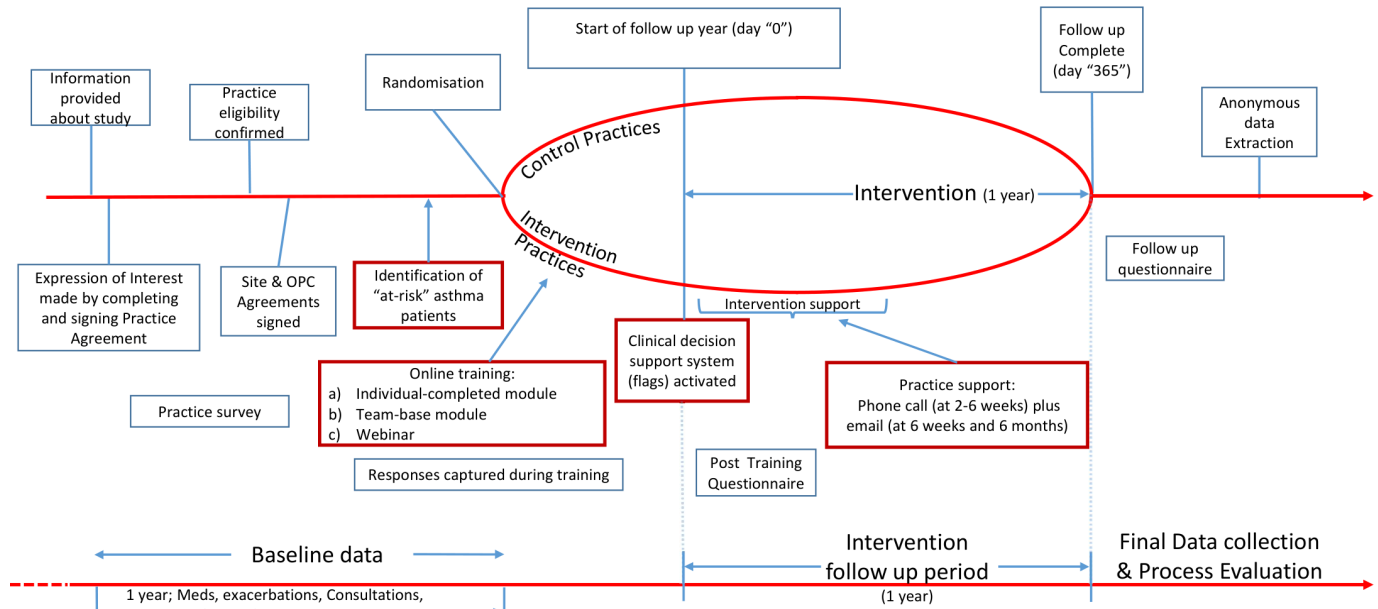 Start of follow up year (day “0”)
Follow up
Complete
(day “365”)
Information
provided
about study
Practice
eligibility
confirmed
Randomisation
Anonymous
data
Extraction
Control Practices
Intervention (1 year)
Intervention
Practices
Expression of Interest
made by completing
and signing Practice
Agreement
Site & OPC
Agreements
signed
Identification of
“at-risk” asthma
patients
Follow up
questionnaire
Intervention support
Clinical decision
support system
(flags) activated
Online training:
a) Individual-completed module
b) Team-base module
c) Webinar
Practice support:
Phone call (at 2-6 weeks) plus
email (at 6 weeks and 6 months)
Practice survey
Responses captured during training
Post Training
Questionnaire
Baseline data
Intervention
follow up period
(1 year)
Final Data collection
& Process Evaluation
1 year; Meds, exacerbations, Consultations,